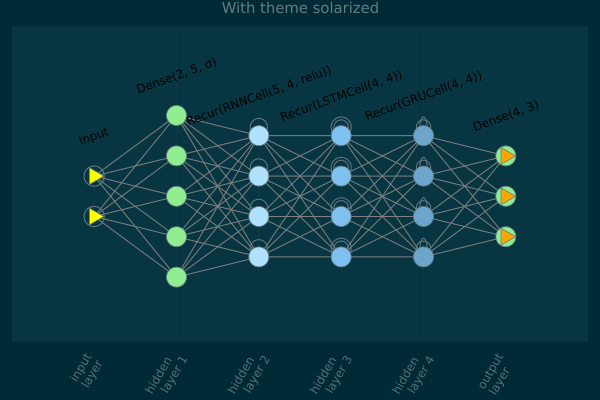 With theme solarized
input
Dense(2, 5, σ)
Recur(RNNCell(5, 4, relu))
Recur(LSTMCell(4, 4))
Recur(GRUCell(4, 4))
Dense(4, 3)
input
layer
hidden
layer 1
hidden
layer 2
hidden
layer 3
hidden
layer 4
output
layer